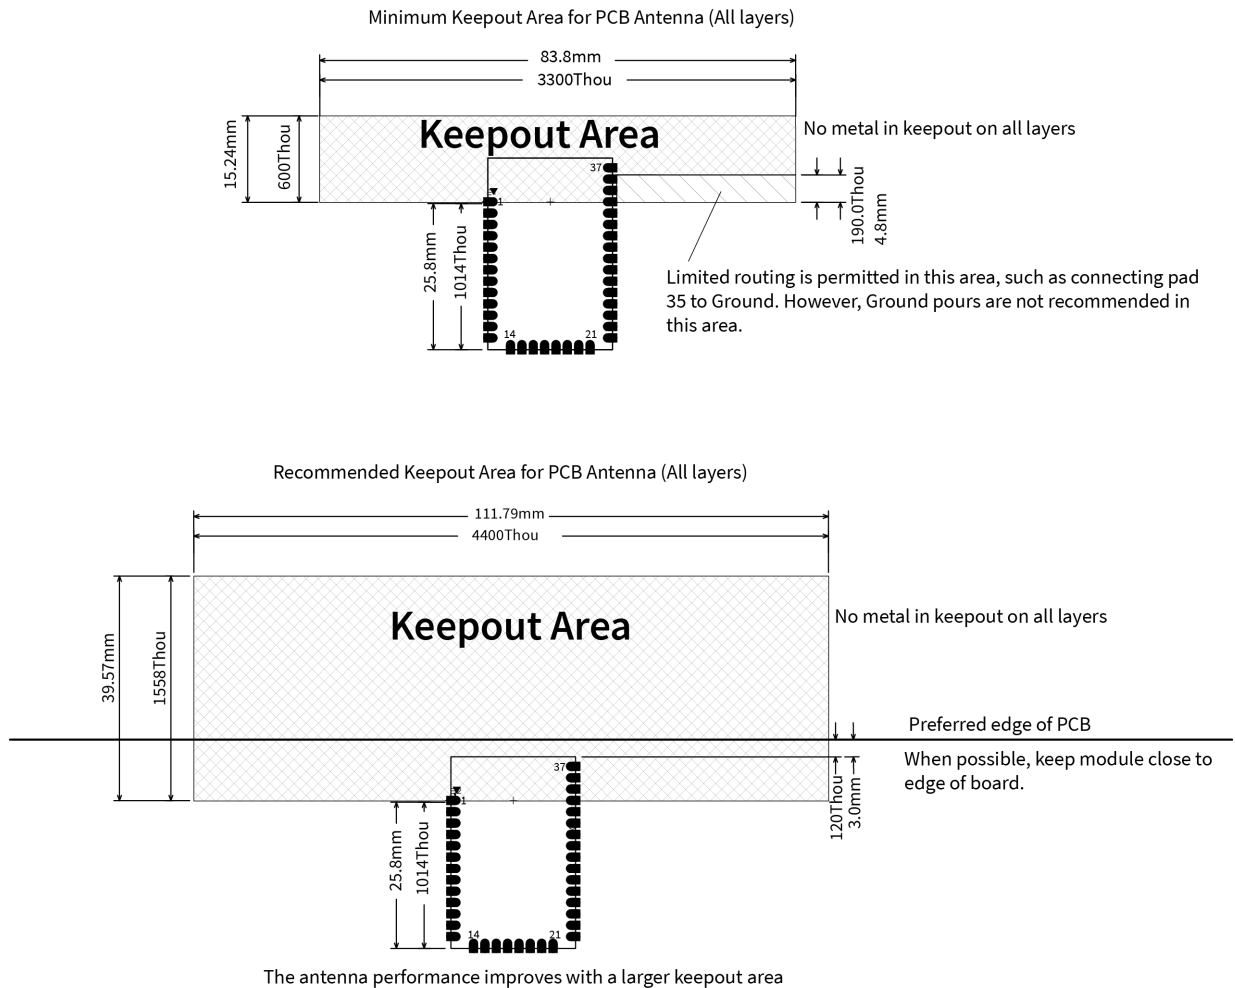 Minimum Keepout Area for PCB Antenna (All layers)
83.8mm
3300Thou
Keepout Area
No metal in keepout on all layers
15.24mm
600Thou
37
1
190.0Thou
4.8mm
25.8mm
1014Thou
Limited routing is permitted in this area, such as connecting pad
35 to Ground. However, Ground pours are not recommended in
this area.
14
21
Recommended Keepout Area for PCB Antenna (All layers)
111.79mm
4400Thou
Keepout Area
No metal in keepout on all layers
39.57mm
1558Thou
Preferred edge of PCB
When possible, keep module close to
edge of board.
37
1
120Thou
3.0mm
25.8mm
1014Thou
14
21
The antenna performance improves with a larger keepout area